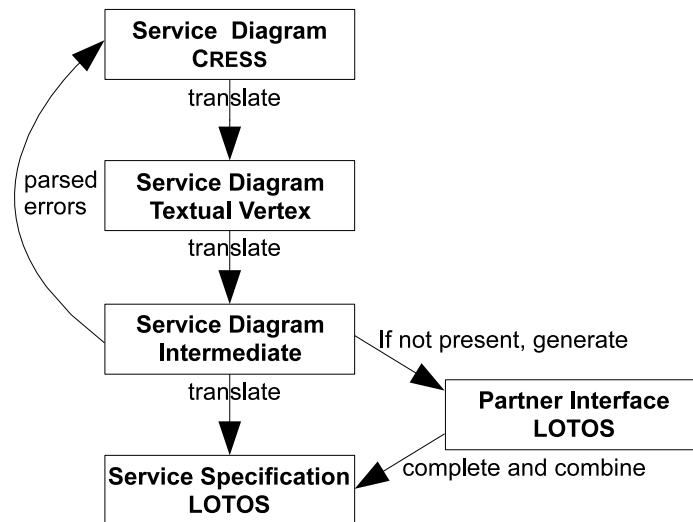 Service Diagram
CRESS
translate
parsed
errors
Service Diagram
Textual Vertex
translate
Service Diagram
Intermediate
If not present, generate
translate
Partner Interface
LOTOS
Service Specification
LOTOS
complete and combine